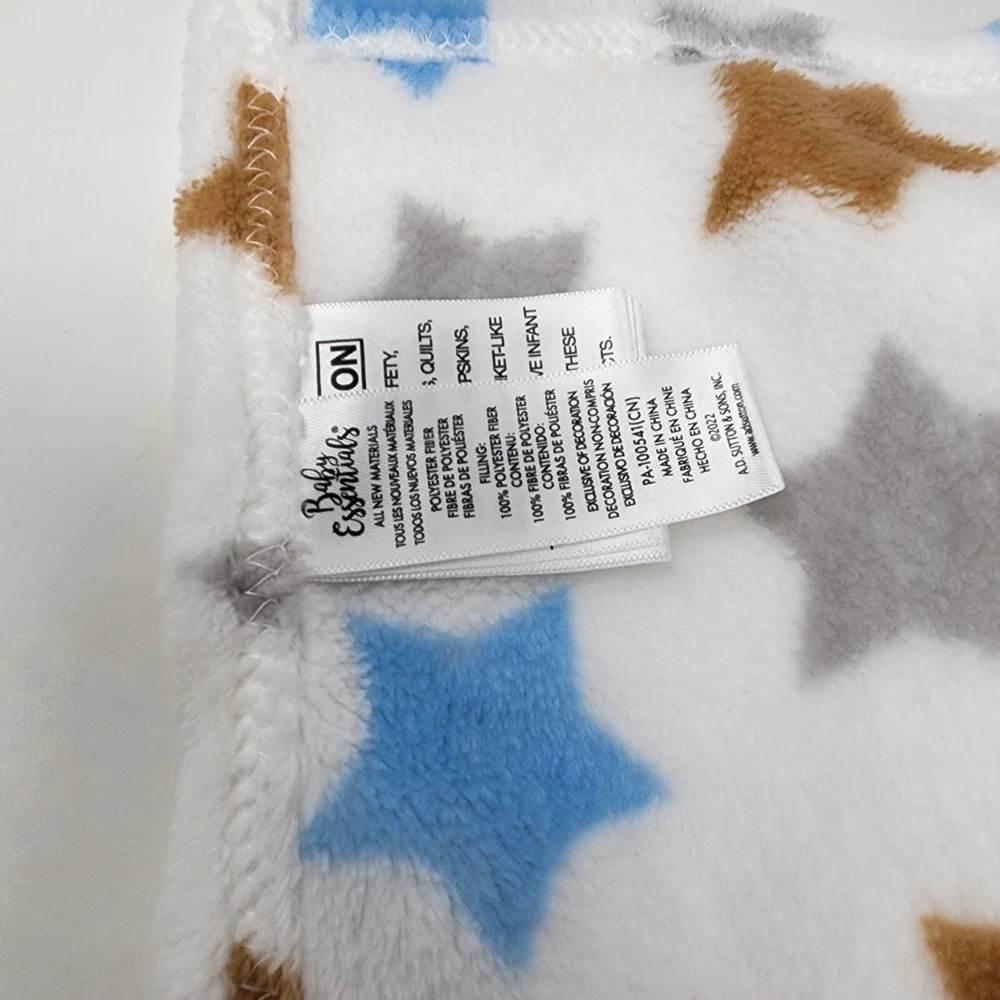 ON
FETY,
, QUILTS,
PSKINS,
KET-LIKE
VE INFANT
THESE
CTS.
Baby
Essentials®
ALL NEW MATERIALS
TOUS LES NOUVEAUX MATÉRIAUX
TODOS LOS NUEVOS MATERIALES
POLYESTER FIBER
FIBRE DE POLYESTER
FIBRAS DE POLIÉSTER
FILLING:
100% POLYESTER FIBER
CONTENU:
100% FIBRE DE POLYESTER
CONTENIDO:
100% FIBRAS DE POLIÉSTER
EXCLUSIVE OF DECORATION
DECORATION NON-COMPRIS
EXCLUSIVO DE DECORACIÓN
PA-100541(CN)
MADE IN CHINA
FABRIQUÉ EN CHINE
HECHO EN CHINA
©2022
A.D. SUTTON & SONS, INC.
www.adsutton.com